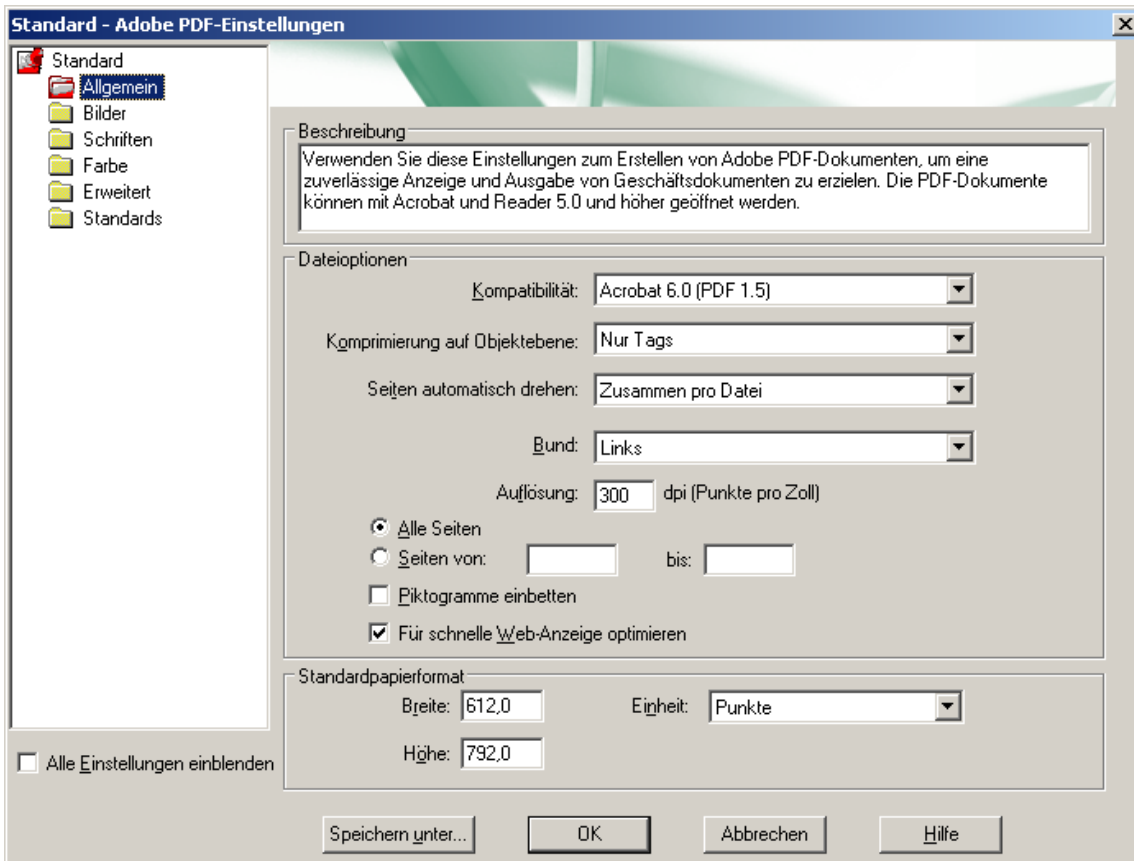 Standard - Adobe PDF-Einstellungen
Standard
Allgemein
Bilder
Schriften
Farbe
Erweitert
Standards
Alle Einstellungen einblenden
Beschreibung
Verwenden Sie diese Einstellungen zum Erstellen von Adobe PDF-Dokumenten, um eine
zuverlässige Anzeige und Ausgabe von Geschäftsdokumenten zu erzielen. Die PDF-Dokumente
können mit Acrobat und Reader 5.0 und höher geöffnet werden.
Dateioptionen
Kompatibilität: Acrobat 6.0 (PDF 1.5)
Komprimierung auf Objektebene: Nur Tags
Seiten automatisch drehen: Zusammen pro Datei
Bund: Links
Auflösung: 300 dpi (Punkte pro Zoll)
Alle Seiten
Seiten von: bis:
Piktogramme einbetten
Für schnelle Web-Anzeige optimieren
Standardpapierformat
Breite: 612,0 Einheit: Punkte
Höhe: 792,0
Speichern unter... OK Abbrechen Hilfe